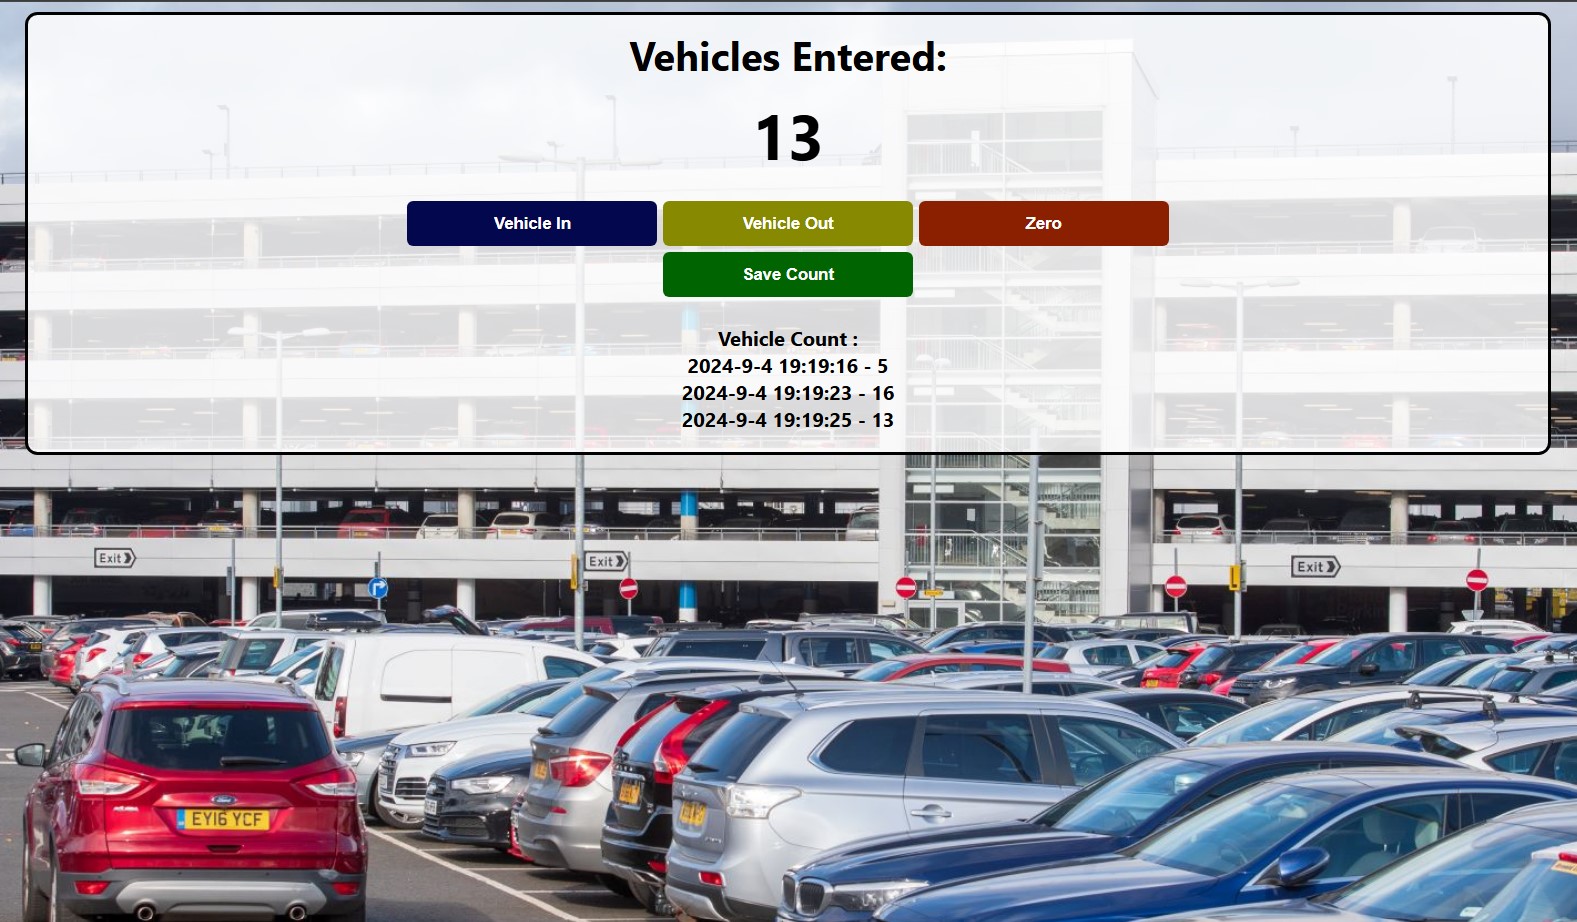 Vehicles Entered:
13
Vehicle In
Vehicle Out
Zero
Save Count
Vehicle Count :
2024-9-4 19:19:16 - 5
2024-9-4 19:19:23 - 16
2024-9-4 19:19:25 - 13
Exit
Exit
Exit
EY16 YCF